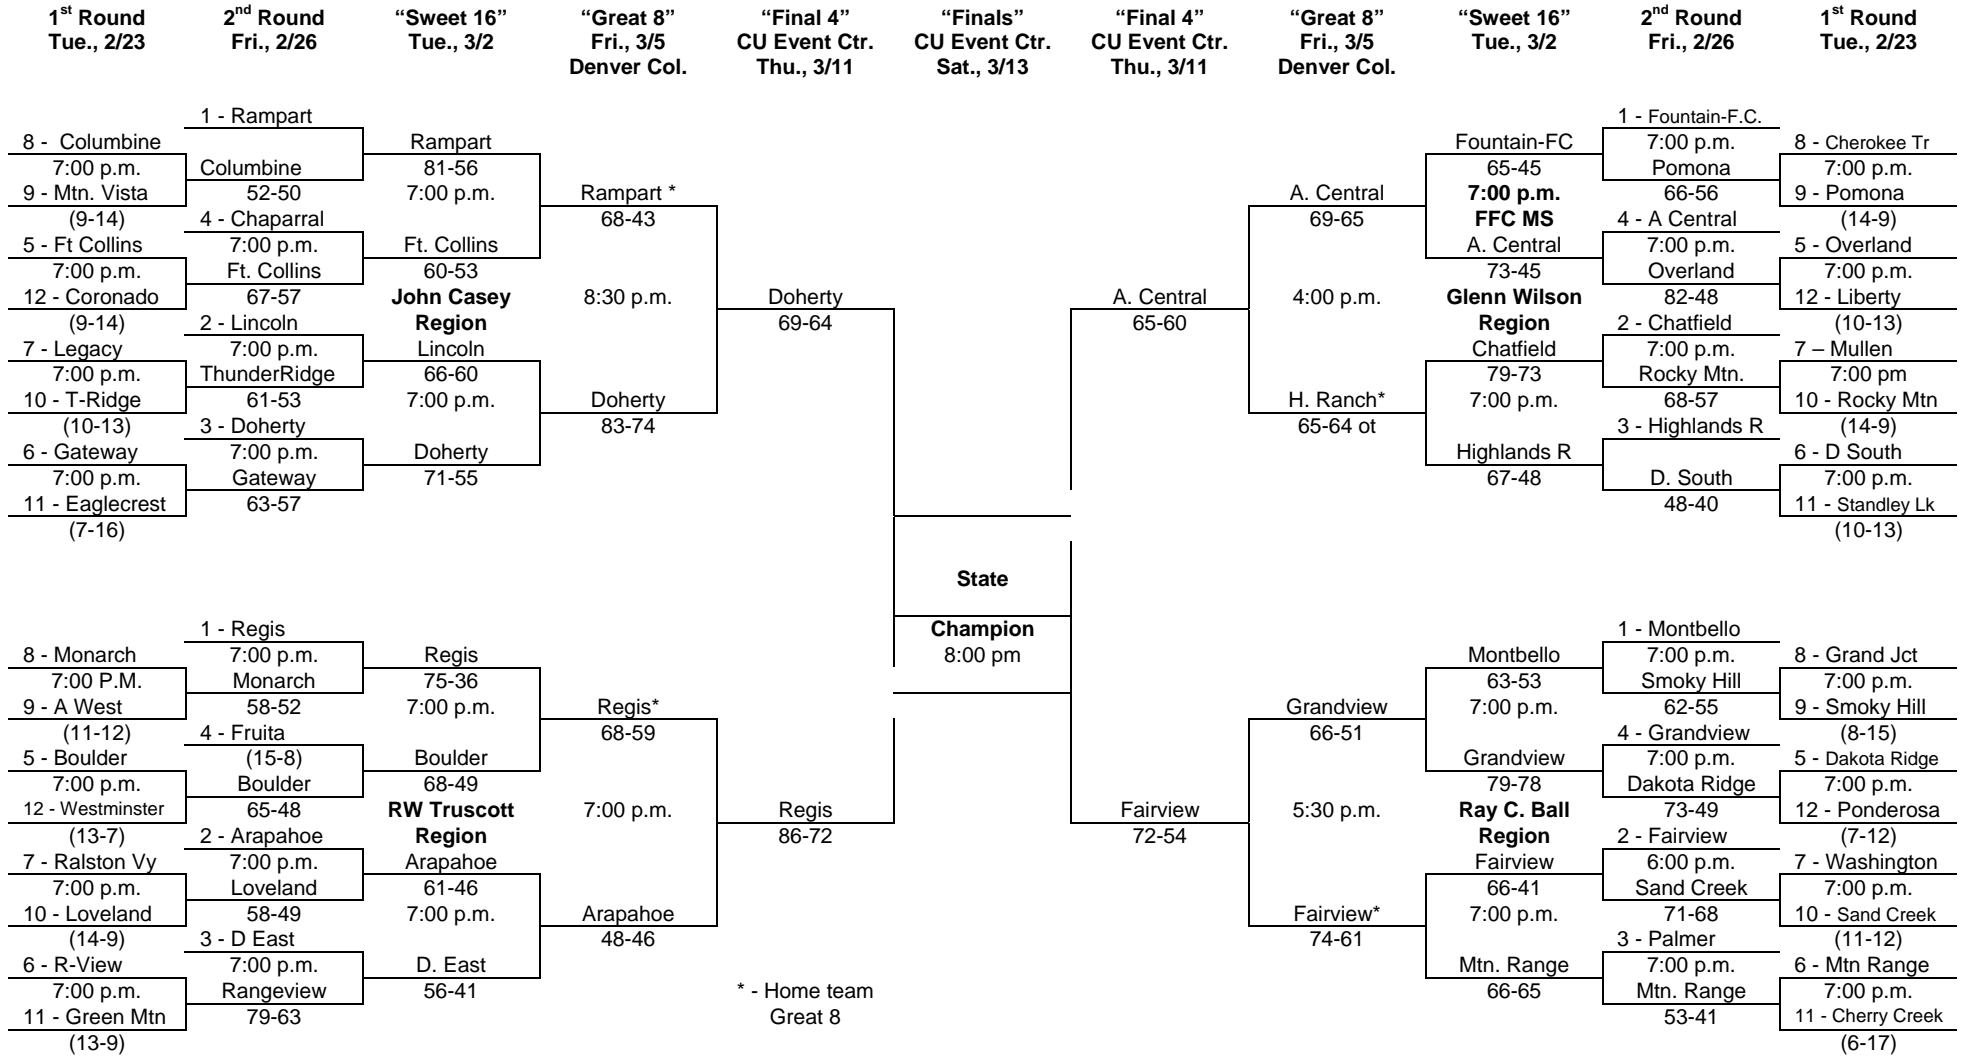 1st Round
Tue., 2/23
2nd Round
Fri., 2/26
“Sweet 16”
Tue., 3/2
“Great 8”
Fri., 3/5
Denver Col.
“Final 4”
CU Event Ctr.
Thu., 3/11
“Finals”
CU Event Ctr.
Sat., 3/13
“Final 4”
CU Event Ctr.
Thu., 3/11
“Great 8”
Fri., 3/5
Denver Col.
“Sweet 16”
Tue., 3/2
2nd Round
Fri., 2/26
1st Round
Tue., 2/23
8 - Columbine
7:00 p.m.
9 - Mtn. Vista
(9-14)
5 - Ft Collins
7:00 p.m.
12 - Coronado
(9-14)
7 - Legacy
7:00 p.m.
10 - T-Ridge
(10-13)
6 - Gateway
7:00 p.m.
11 - Eaglecrest
(7-16)
1 - Rampart
Columbine
52-50
4 - Chaparral
7:00 p.m.
Ft. Collins
67-57
2 - Lincoln
7:00 p.m.
ThunderRidge
61-53
3 - Doherty
7:00 p.m.
Gateway
63-57
Rampart
81-56
7:00 p.m.
Ft. Collins
60-53
John Casey
Region
Lincoln
66-60
7:00 p.m.
Doherty
71-55
Rampart *
68-43
8:30 p.m.
Doherty
83-74
Doherty
69-64
A. Central
65-60
A. Central
69-65
4:00 p.m.
H. Ranch*
65-64 ot
Fountain-FC
65-45
7:00 p.m.
FFC MS
A. Central
73-45
Glenn Wilson
Region
Chatfield
79-73
7:00 p.m.
Highlands R
67-48
1 - Fountain-F.C.
7:00 p.m.
Pomona
66-56
4 - A Central
7:00 p.m.
Overland
82-48
2 - Chatfield
7:00 p.m.
Rocky Mtn.
68-57
3 - Highlands R
D. South
48-40
8 - Cherokee Tr
7:00 p.m.
9 - Pomona
(14-9)
5 - Overland
7:00 p.m.
12 - Liberty
(10-13)
7 – Mullen
7:00 pm
10 - Rocky Mtn
(14-9)
6 - D South
7:00 p.m.
11 - Standley Lk
(10-13)
State
Champion
8:00 pm
8 - Monarch
7:00 P.M.
9 - A West
(11-12)
5 - Boulder
7:00 p.m.
12 - Westminster
(13-7)
7 - Ralston Vy
7:00 p.m.
10 - Loveland
(14-9)
6 - R-View
7:00 p.m.
11 - Green Mtn
(13-9)
1 - Regis
7:00 p.m.
Monarch
58-52
4 - Fruita
(15-8)
Boulder
65-48
2 - Arapahoe
7:00 p.m.
Loveland
58-49
3 - D East
7:00 p.m.
Rangeview
79-63
Regis
75-36
7:00 p.m.
Boulder
68-49
RW Truscott
Region
Arapahoe
61-46
7:00 p.m.
D. East
56-41
Regis*
68-59
7:00 p.m.
Arapahoe
48-46
Regis
86-72
* - Home team
Great 8
Fairview
72-54
Grandview
66-51
5:30 p.m.
Fairview*
74-61
Montbello
63-53
7:00 p.m.
Grandview
79-78
Ray C. Ball
Region
Fairview
66-41
7:00 p.m.
Mtn. Range
66-65
1 - Montbello
7:00 p.m.
Smoky Hill
62-55
4 - Grandview
7:00 p.m.
Dakota Ridge
73-49
2 - Fairview
6:00 p.m.
Sand Creek
71-68
3 - Palmer
7:00 p.m.
Mtn. Range
53-41
8 - Grand Jct
7:00 p.m.
9 - Smoky Hill
(8-15)
5 - Dakota Ridge
7:00 p.m.
12 - Ponderosa
(7-12)
7 - Washington
7:00 p.m.
10 - Sand Creek
(11-12)
6 - Mtn Range
7:00 p.m.
11 - Cherry Creek
(6-17)